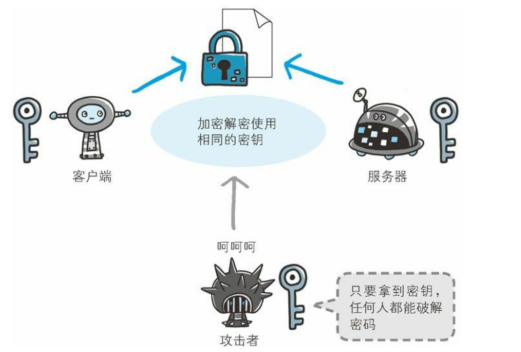 加密解密使用
相同的密钥
客户端
服务器
呵呵呵
只要拿到密钥，
任何人都能破解
密码
攻击者